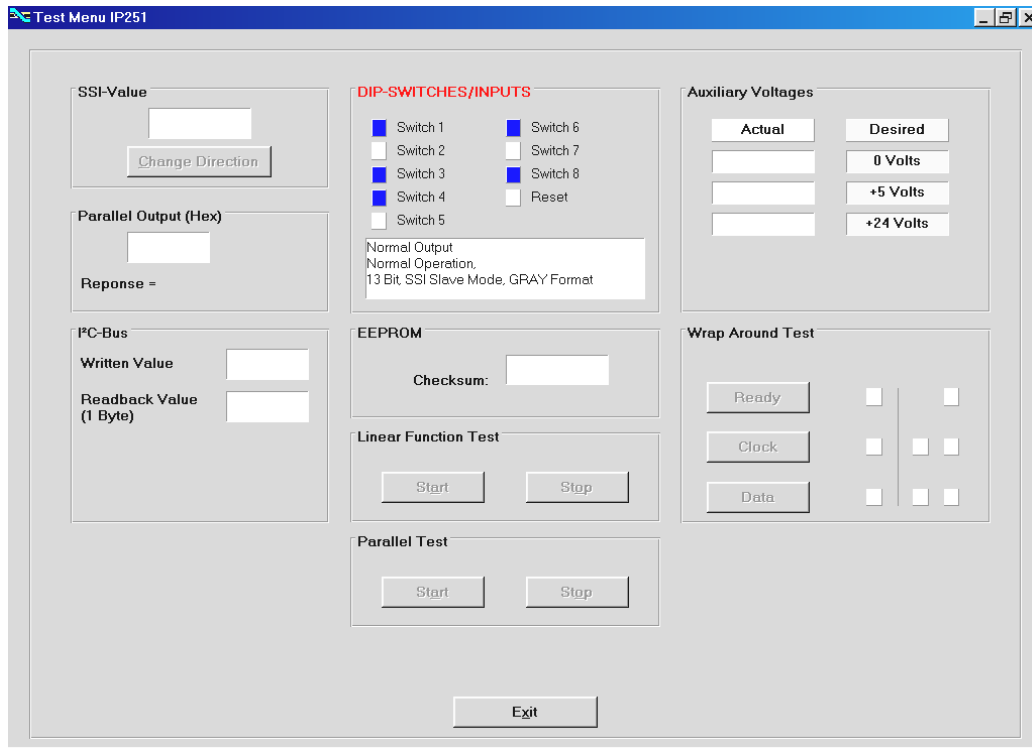 Test Menu IP251
SSI-Value
Change Direction
Parallel Output (Hex)
Reponse =
I²C-Bus
Written Value
Readback Value
(1 Byte)
DIP-SWITCHES/INPUTS
Switch 1
Switch 2
Switch 3
Switch 4
Switch 5
Switch 6
Switch 7
Switch 8
Reset
Normal Output
Normal Operation,
13 Bit, SSI Slave Mode, GRAY Format
EEPROM
Checksum:
Linear Function Test
Start Stop
Parallel Test
Start Stop
Auxiliary Voltages
Actual Desired
0 Volts
+5 Volts
+24 Volts
Wrap Around Test
Ready
Clock
Data
Exit